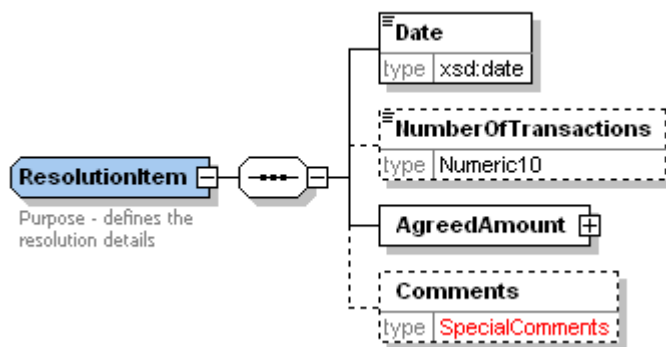 Date
type xsd:date
NumberOfTransactions
type Numeric10
ResolutionItem
Purpose - defines the
resolution details
AgreedAmount
Comments
type SpecialComments